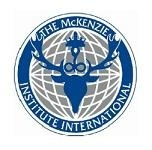 THE McKENZIE
INSTITUTE INTERNATIONAL